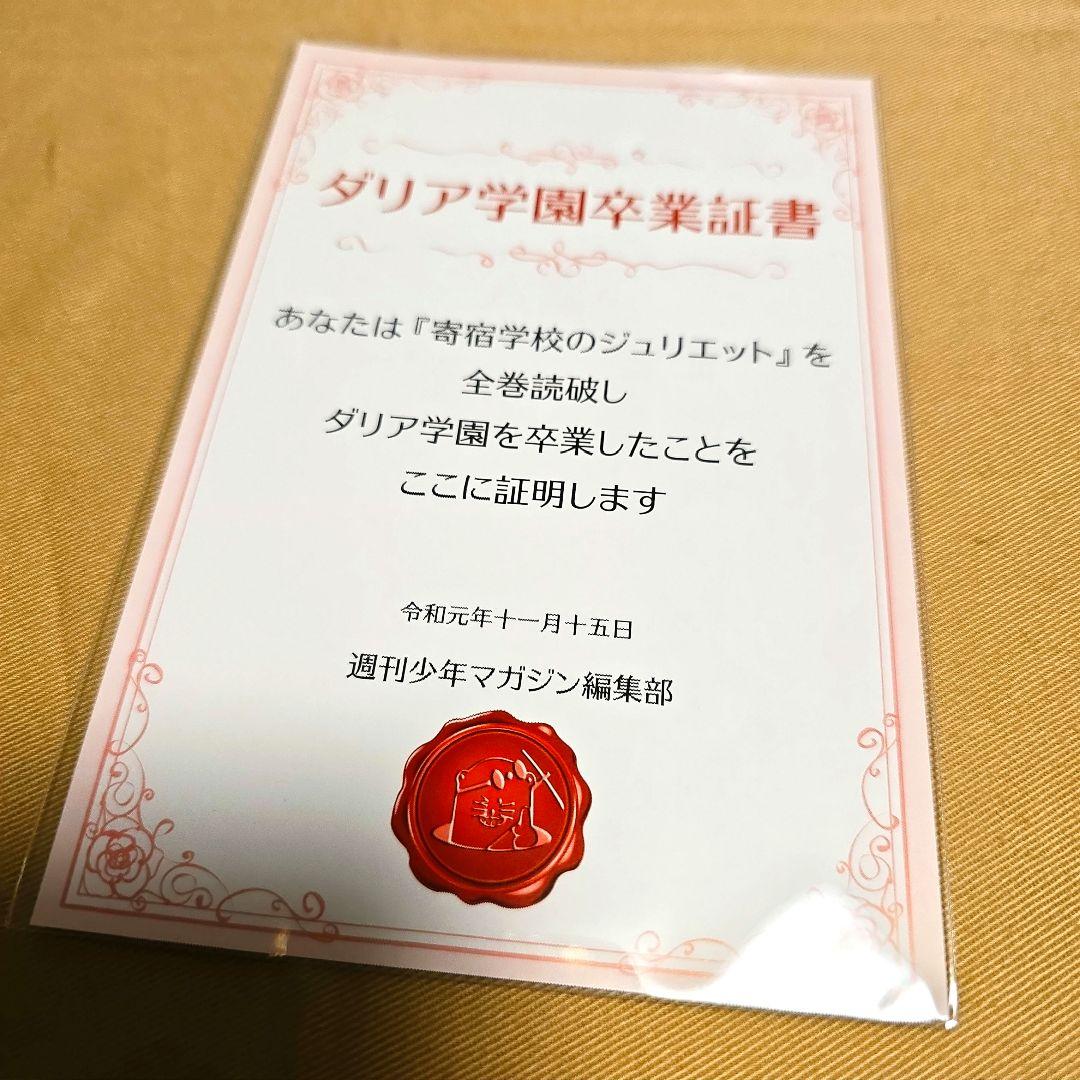 ダリア学園卒業証書
あなたは『寄宿学校のジュリエット』を
全巻読破し
ダリア学園を卒業したことを
ここに証明します
令和元年十一月十五日
週刊少年マガジン編集部